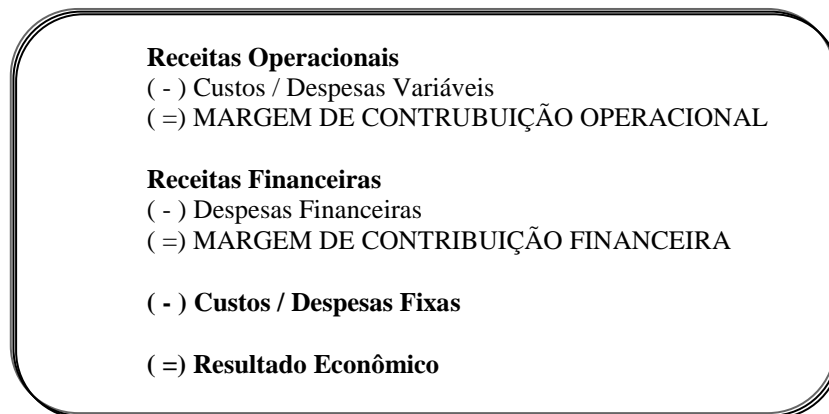 Receitas Operacionais
( - ) Custos / Despesas Variáveis
( =) MARGEM DE CONTRUBUIÇÃO OPERACIONAL
Receitas Financeiras
( - ) Despesas Financeiras
( =) MARGEM DE CONTRIBUIÇÃO FINANCEIRA
( - ) Custos / Despesas Fixas
( =) Resultado Econômico